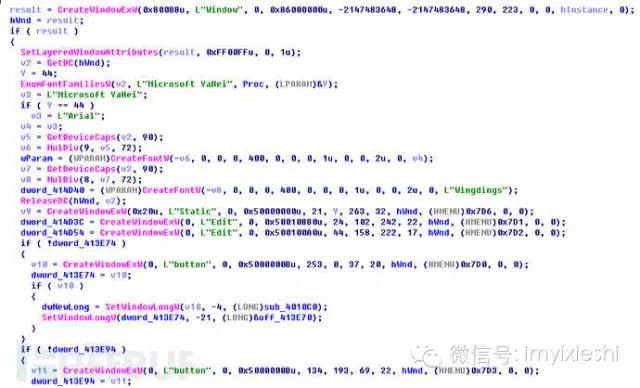 result = CreateWindowExW(0x80088u, L"Window", 0, 0x86000000u, -2147483648, -2147483648, 290, 223, 0, 0, hInstance, 0);
hWnd = result;
if ( result )
{
SetLayeredWindowAttributes(result, 0xFF00FFu, 0, 1u);
v2 = GetDC(hWnd);
Y = 44;
EnumFontFamiliesW(v2, L"Microsoft YaHei", Proc, (LPARAM)&Y);
v3 = L"Microsoft YaHei";
if ( Y == 44 )
v3 = L"Arial";
v4 = v3;
v5 = GetDeviceCaps(v2, 90);
v6 = MulDiv(9, v5, 72);
wParam = (WPARAM)CreateFontW(-v6, 0, 0, 0, 400, 0, 0, 0, 1u, 0, 0, 2u, 0, v4);
v7 = GetDeviceCaps(v2, 90);
v8 = MulDiv(8, v7, 72);
dword_414D40 = (WPARAM)CreateFontW(-v8, 0, 0, 0, 400, 0, 0, 0, 1u, 0, 0, 2u, 0, L"Wingdings");
ReleaseDC(hWnd, v2);
v9 = CreateWindowExW(0x20u, L"Static", 0, 0x50000000u, 21, Y, 263, 32, hWnd, (HMENU)0x7D6, 0, 0);
dword_414D3C = CreateWindowExW(0, L"Edit", 0, 0x50010080u, 24, 102, 242, 22, hWnd, (HMENU)0x7D1, 0, 0);
dword_414D54 = CreateWindowExW(0, L"Edit", 0, 0x500100A0u, 44, 158, 222, 17, hWnd, (HMENU)0x7D2, 0, 0);
if ( !dword_413E74 )
{
v10 = CreateWindowExW(0, L"button", 0, 0x5000000Bu, 253, 0, 37, 20, hWnd, (HMENU)0x7D0, 0, 0);
dword_413E74 = v10;
if ( v10 )
{
dwNewLong = SetWindowLongW(v10, -4, (LONG)sub_4010C0);
SetWindowLongW(dword_413E74, -21, (LONG)&off_413E70);
}
}
if ( !dword_413E94 )
{
v11 = CreateWindowExW(0, L"button", 0, 0x5000000Bu, 134, 193, 69, 22, hWnd, (HMENU)0x7D3, 0, 0);
dword_413E94 = v11;
微信号: imyixieshi